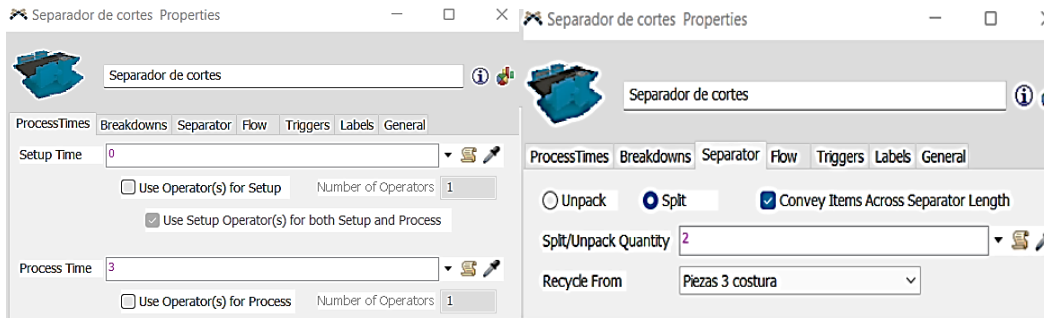 Separador de cortes Properties
Separador de cortes
ProcessTimes Breakdowns Separator Flow Triggers Labels General
Setup Time 0
Use Operator(s) for Setup Number of Operators 1
Use Setup Operator(s) for both Setup and Process
Process Time 3
Use Operator(s) for Process Number of Operators 1
Separador de cortes Properties
Separador de cortes
ProcessTimes Breakdowns Separator Flow Triggers Labels General
Unpack Split Convey Items Across Separator Length
Split/Unpack Quantity 2
Recycle From Piezas 3 costura